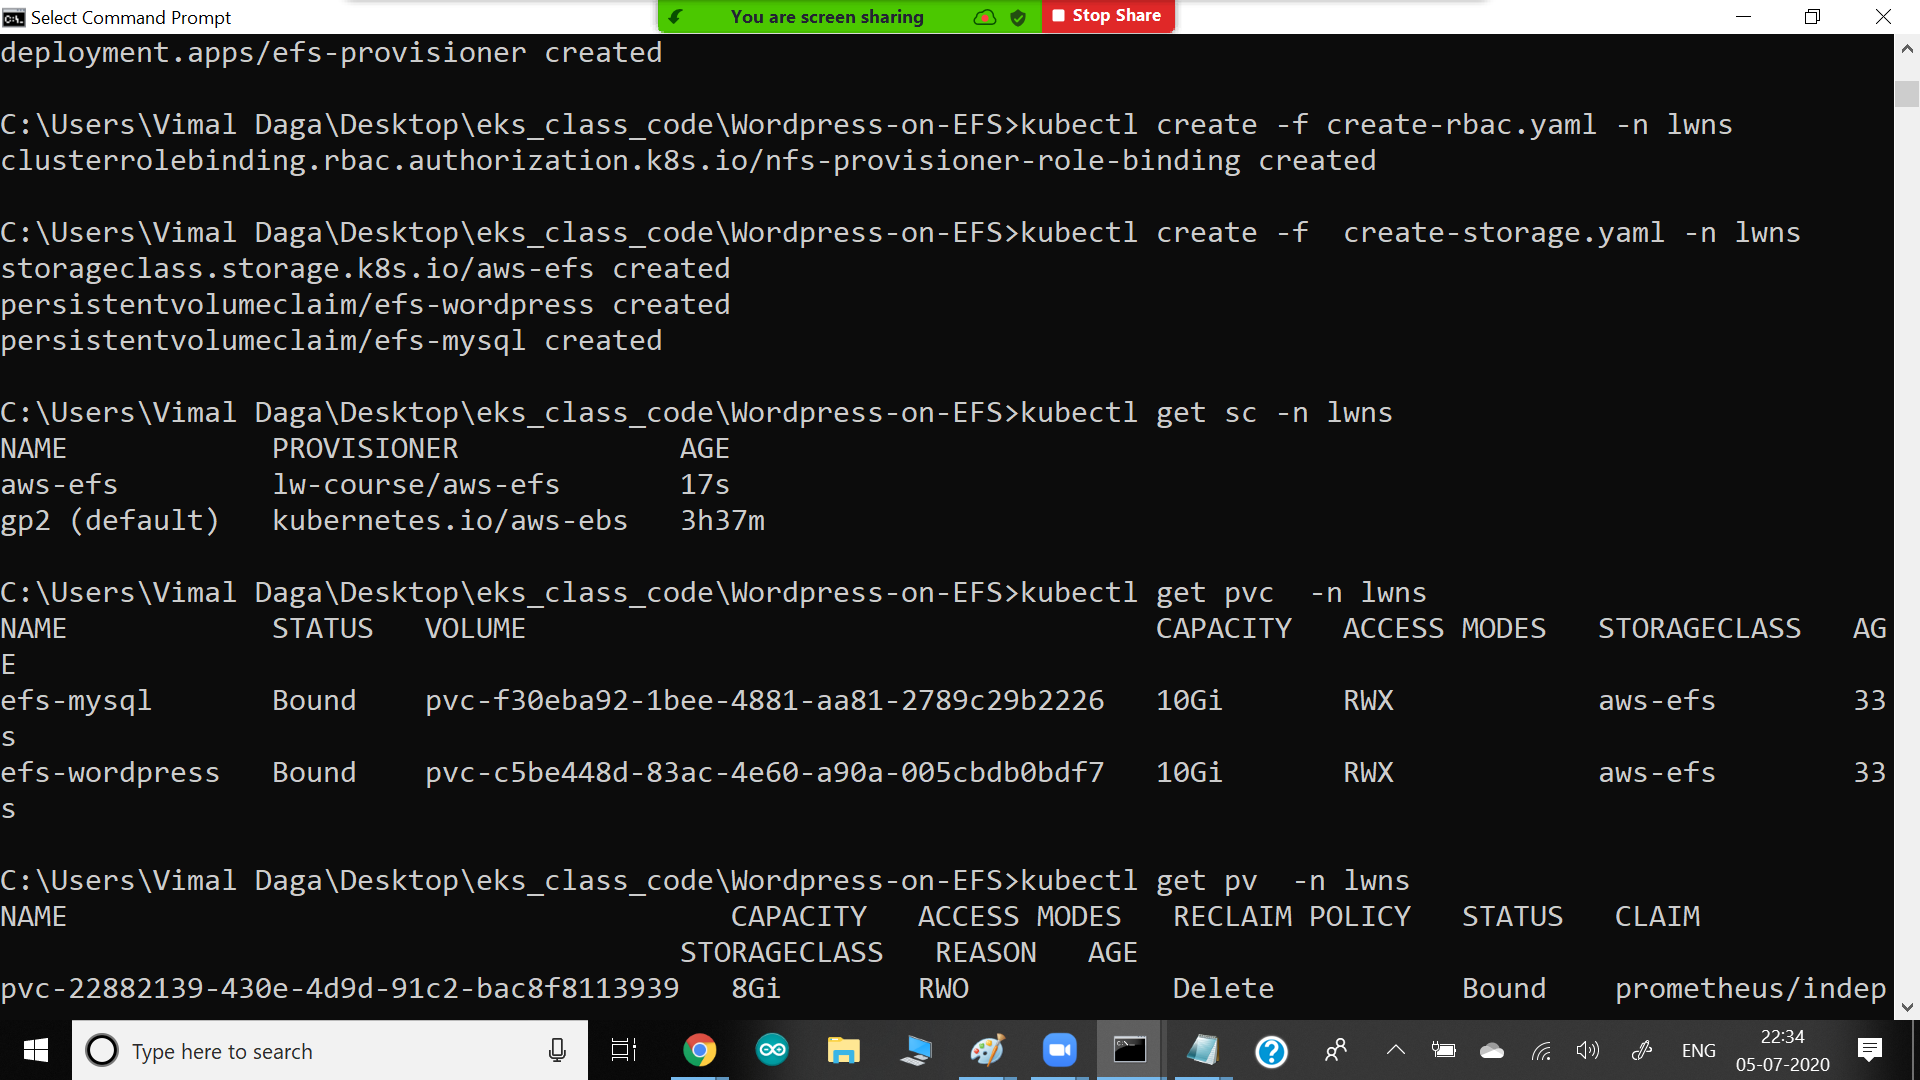 Select Command Prompt
You are screen sharing
Stop Share
deployment.apps/efs-provisioner created
C:\Users\Vimal Daga\Desktop\eks_class_code\Wordpress-on-EFS>kubectl create -f create-rbac.yaml -n lwns
clusterrolebinding.rbac.authorization.k8s.io/nfs-provisioner-role-binding created
C:\Users\Vimal Daga\Desktop\eks_class_code\Wordpress-on-EFS>kubectl create -f  create-storage.yaml -n lwns
storageclass.storage.k8s.io/aws-efs created
persistentvolumeclaim/efs-wordpress created
persistentvolumeclaim/efs-mysql created
C:\Users\Vimal Daga\Desktop\eks_class_code\Wordpress-on-EFS>kubectl get sc -n lwns
NAME            PROVISIONER             AGE
aws-efs         lw-course/aws-efs       17s
gp2 (default)   kubernetes.io/aws-ebs   3h37m
C:\Users\Vimal Daga\Desktop\eks_class_code\Wordpress-on-EFS>kubectl get pvc  -n lwns
NAME            STATUS   VOLUME                                     CAPACITY   ACCESS MODES   STORAGECLASS   AG
E
efs-mysql       Bound    pvc-f30eba92-1bee-4881-aa81-2789c29b2226   10Gi       RWX            aws-efs        33
s
efs-wordpress   Bound    pvc-c5be448d-83ac-4e60-a90a-005cbdb0bdf7   10Gi       RWX            aws-efs        33
s
C:\Users\Vimal Daga\Desktop\eks_class_code\Wordpress-on-EFS>kubectl get pv  -n lwns
NAME                                       CAPACITY   ACCESS MODES   RECLAIM POLICY   STATUS   CLAIM
                                        STORAGECLASS   REASON   AGE
pvc-22882139-430e-4d9d-91c2-bac8f8113939   8Gi        RWO            Delete           Bound    prometheus/indep
Type here to search
ENG
22:34
05-07-2020